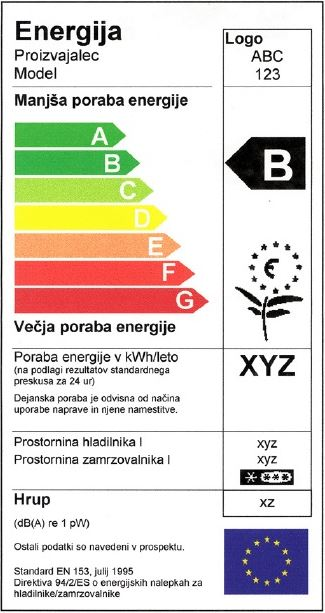 Energija
Proizvajalec
Model
Logo
ABC
123
Manjša poraba energije
A
B
C
D
E
F
G
B
Večja poraba energije
Poraba energije v kWh/leto
(na podlagi rezultatov standardnega
preskusa za 24 ur)
Dejanska poraba je odvisna od načina
uporabe naprave in njene namestitve.
XYZ
Prostornina hladilnika l
xyz
Prostornina zamrzovalnika l
xyz
Hrup
(dB(A) re 1 pW)
xz
Ostali podatki so navedeni v prospektu.
Standard EN 153, julij 1995
Direktiva 94/2/ES o energijskih nalepkah za
hladilnike/zamrzovalnike